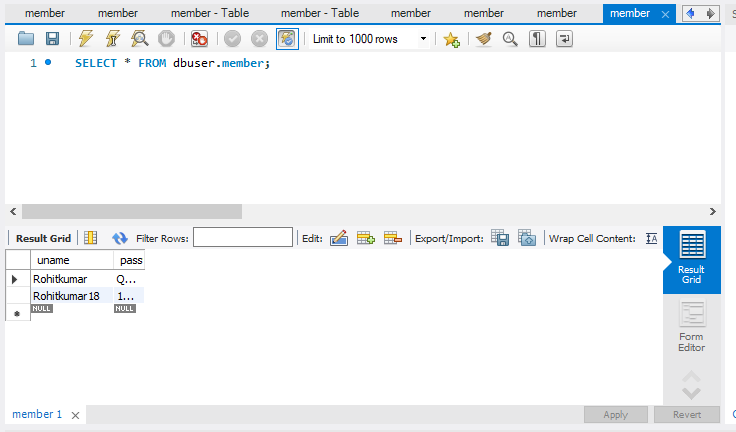 member member member - Table member - Table member member member member
Limit to 1000 rows
1 SELECT * FROM dbuser.member;
Result Grid Filter Rows: Edit: Export/Import: Wrap Cell Content:
Result Grid
Form Editor
uname pass
Rohitkumar Q...
Rohitkumar18 1...
NULL NULL
member 1 Apply Revert